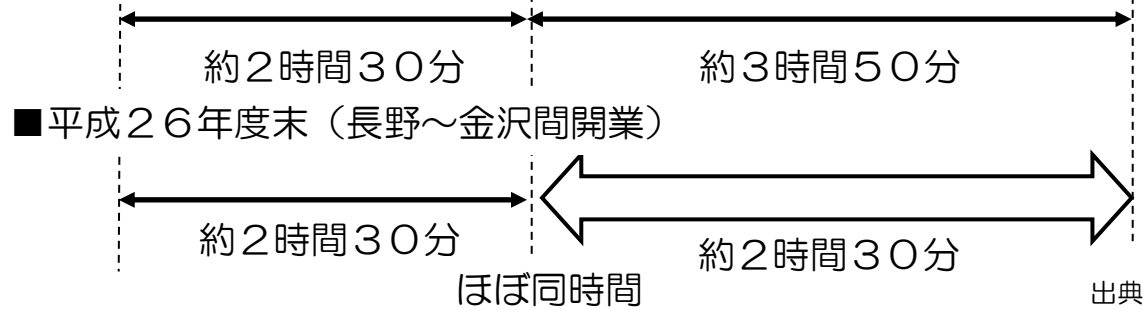 約２時間３０分 約３時間５０分
■平成２６年度末（長野～金沢間開業）
約２時間３０分 約２時間３０分
ほぼ同時間 出典